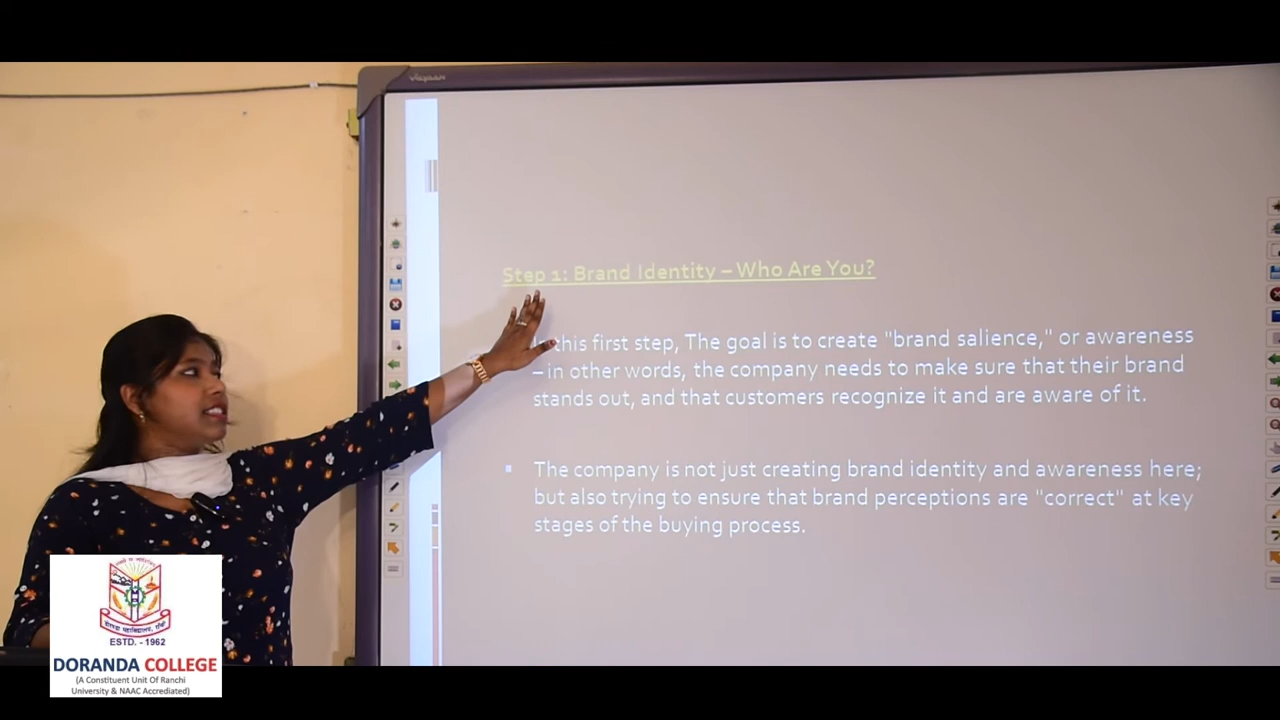 Step 1: Brand Identity – Who Are You?
In this first step, The goal is to create "brand salience," or awareness
– in other words, the company needs to make sure that their brand
stands out, and that customers recognize it and are aware of it.
The company is not just creating brand identity and awareness here;
but also trying to ensure that brand perceptions are "correct" at key
stages of the buying process.
ESTD. - 1962
DORANDA COLLEGE
(A Constituent Unit Of Ranchi
University & NAAC Accredited)